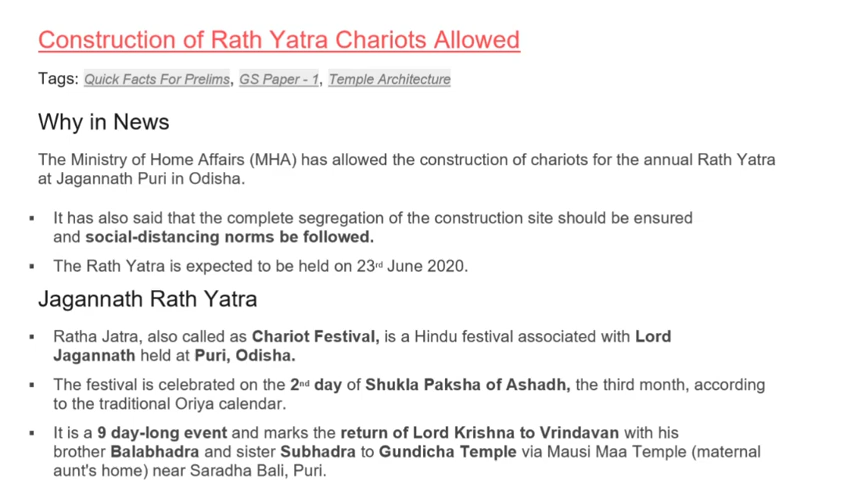 Construction of Rath Yatra Chariots Allowed
Tags: Quick Facts For Prelims, GS Paper - 1, Temple Architecture
Why in News
The Ministry of Home Affairs (MHA) has allowed the construction of chariots for the annual Rath Yatra
at Jagannath Puri in Odisha.
▪ It has also said that the complete segregation of the construction site should be ensured
and social-distancing norms be followed.
▪ The Rath Yatra is expected to be held on 23rd June 2020.
Jagannath Rath Yatra
▪ Ratha Jatra, also called as Chariot Festival, is a Hindu festival associated with Lord
Jagannath held at Puri, Odisha.
▪ The festival is celebrated on the 2nd day of Shukla Paksha of Ashadh, the third month, according
to the traditional Oriya calendar.
▪ It is a 9 day-long event and marks the return of Lord Krishna to Vrindavan with his
brother Balabhadra and sister Subhadra to Gundicha Temple via Mausi Maa Temple (maternal
aunt's home) near Saradha Bali, Puri.